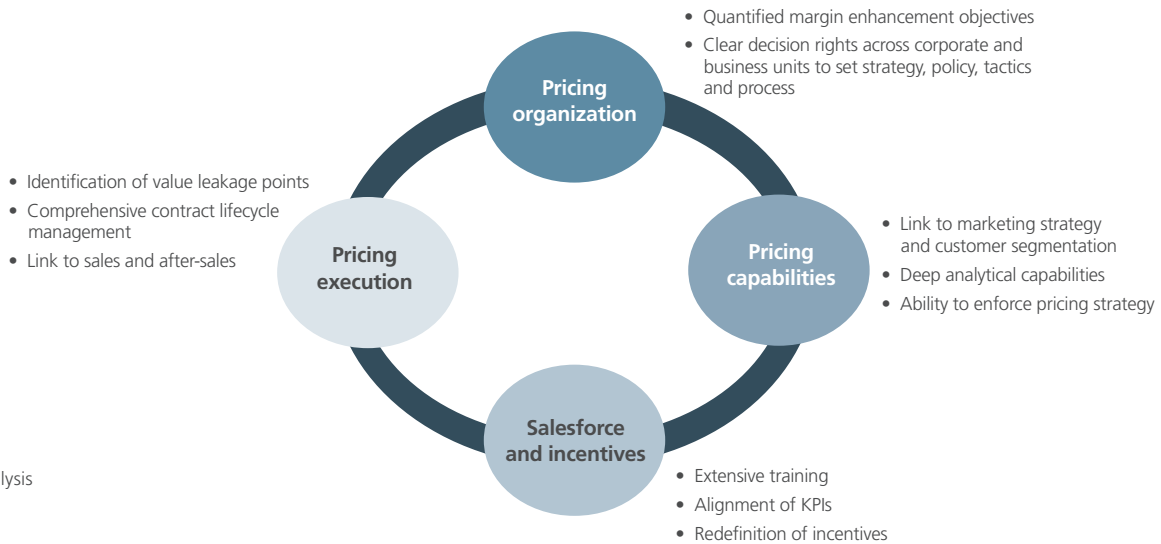 • Quantified margin enhancement objectives
• Clear decision rights across corporate and
business units to set strategy, policy, tactics
and process
Pricing
organization
• Identification of value leakage points
• Comprehensive contract lifecycle
management
• Link to sales and after-sales
Pricing
execution
Pricing
capabilities
• Link to marketing strategy
and customer segmentation
• Deep analytical capabilities
• Ability to enforce pricing strategy
Salesforce
and incentives
• Extensive training
• Alignment of KPIs
• Redefinition of incentives
lysis